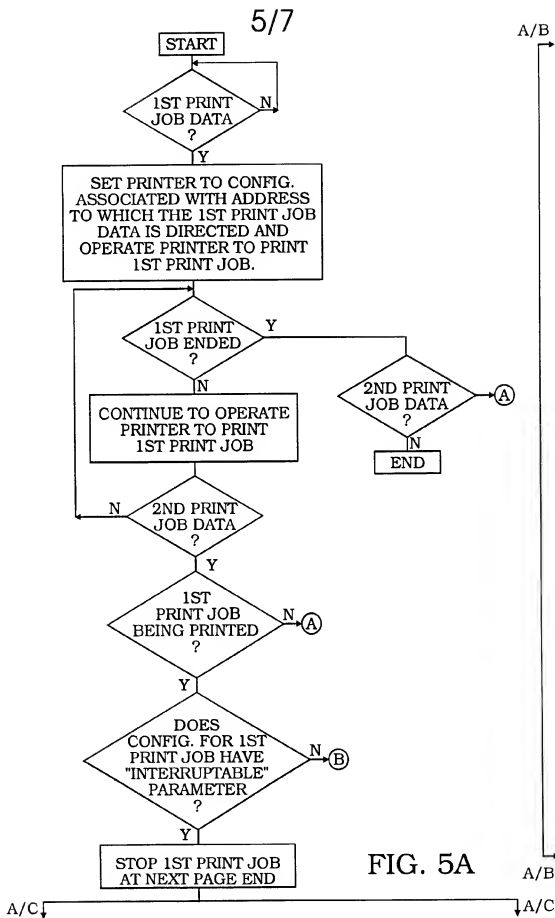 5/7
A/B
START
1ST PRINT
JOB DATA
?
N
Y
SET PRINTER TO CONFIG.
ASSOCIATED WITH ADDRESS
TO WHICH THE 1ST PRINT JOB
DATA IS DIRECTED AND
OPERATE PRINTER TO PRINT
1ST PRINT JOB.
1ST PRINT
JOB ENDED
?
Y
N
2ND PRINT
JOB DATA
?
A
N
END
CONTINUE TO OPERATE
PRINTER TO PRINT
1ST PRINT JOB
N
2ND PRINT
JOB DATA
?
Y
1ST
PRINT JOB
BEING PRINTED
?
N
A
Y
DOES
CONFIG. FOR 1ST
PRINT JOB HAVE
"INTERRUPTABLE"
PARAMETER
?
N
B
Y
STOP 1ST PRINT JOB
AT NEXT PAGE END
FIG. 5A
A/B
A/C
A/C